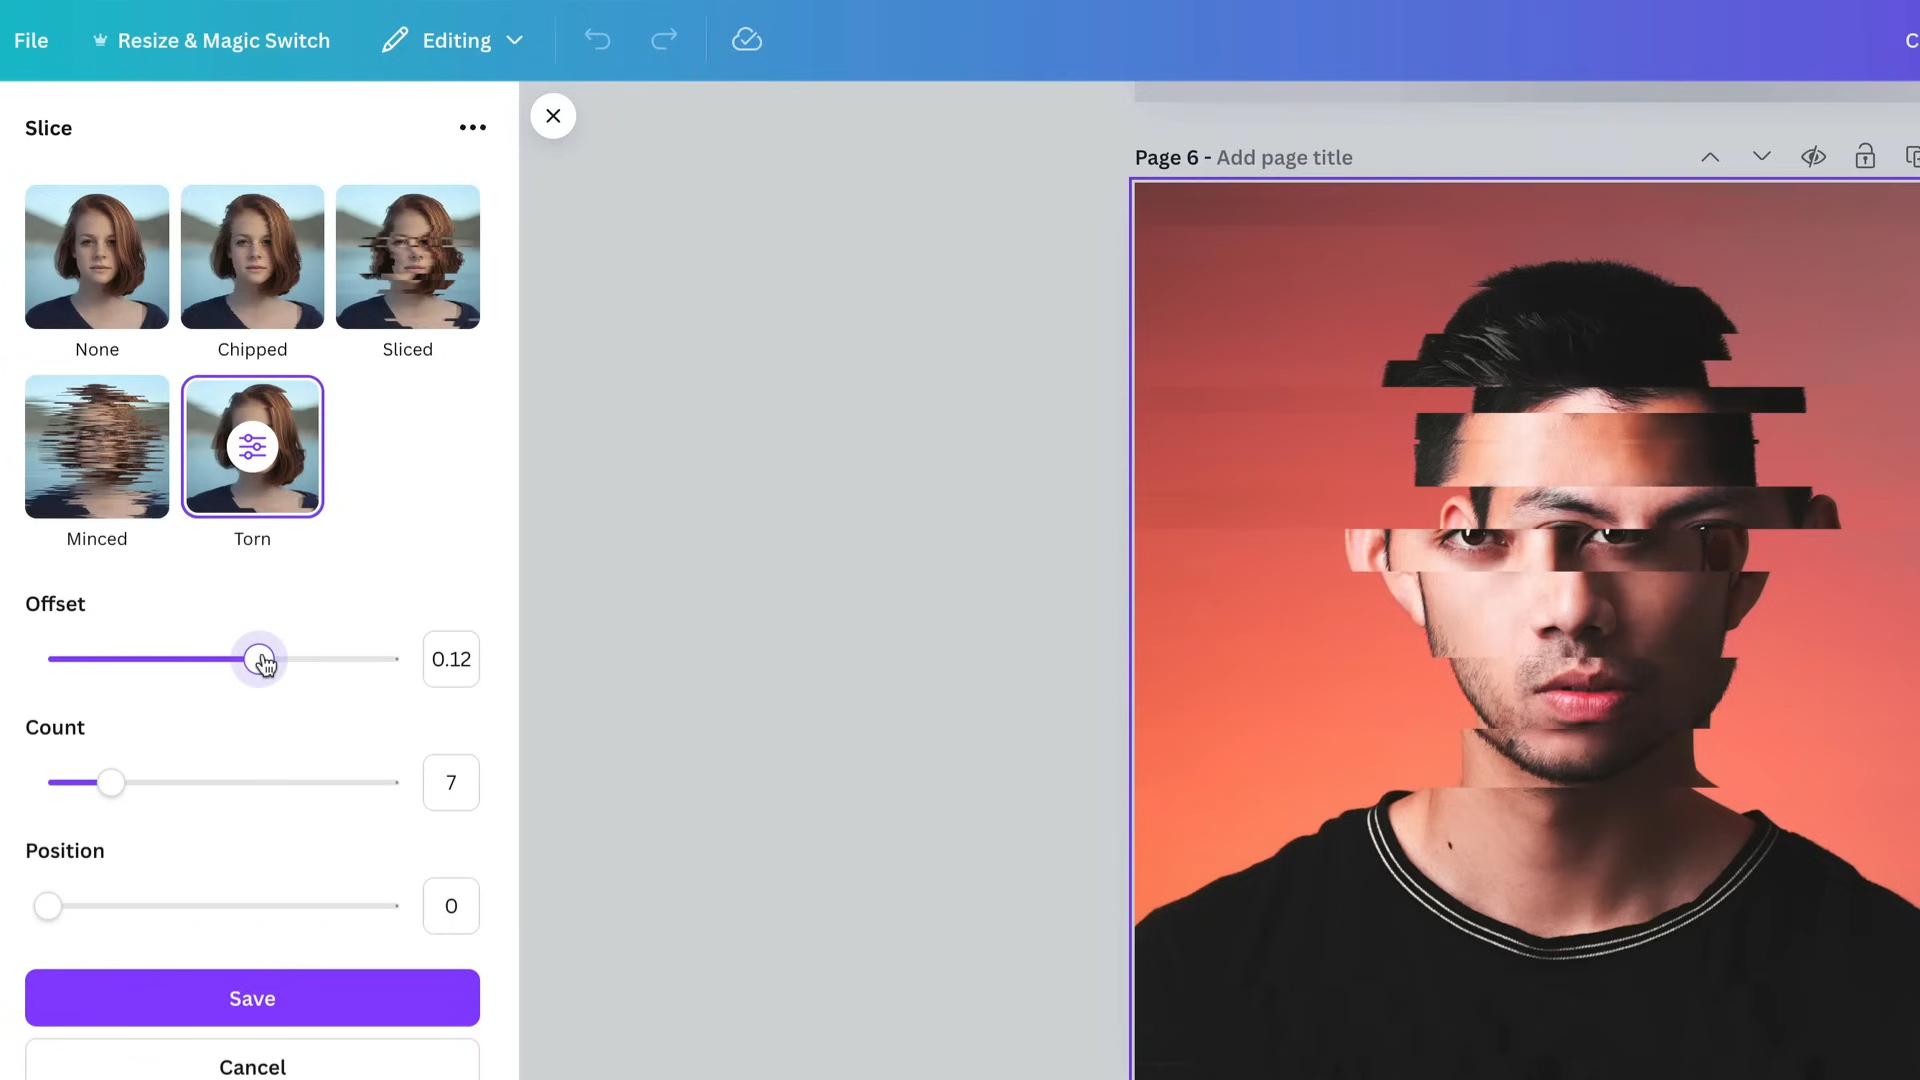 File
Resize & Magic Switch
Editing
C
Slice
Page 6 - Add page title
None
Chipped
Sliced
Minced
Torn
Offset
0.12
Count
7
Position
0
Save
Cancel